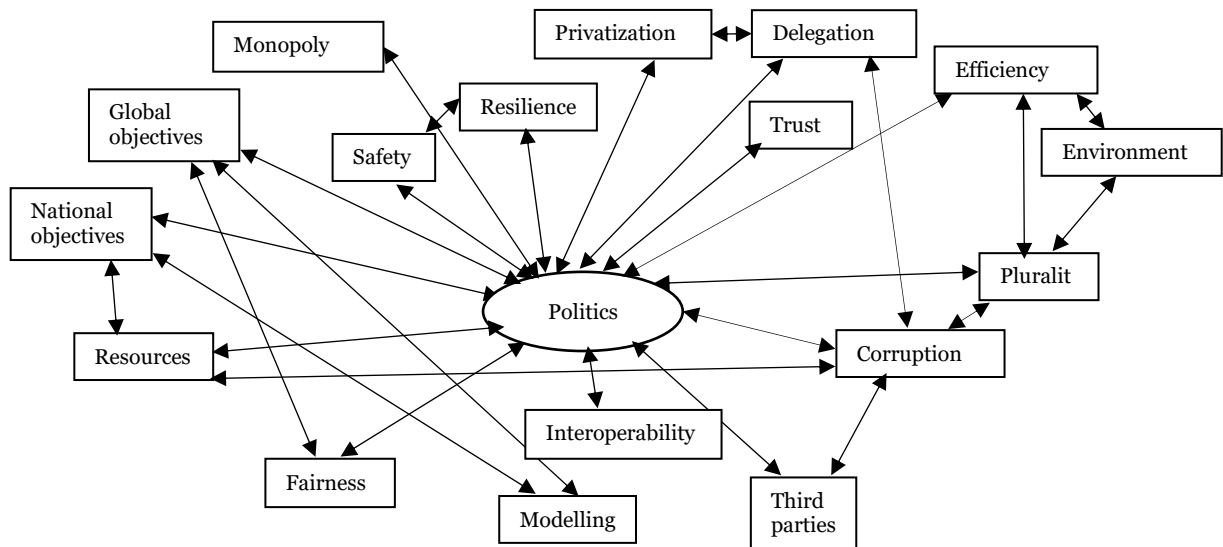 Privatization
Delegation
Monopoly
Efficiency
Resilience
Global
objectives
Trust
Safety
Environment
National
objectives
Pluralit
Politics
Resources
Corruption
Interoperability
Fairness
Third
parties
Modelling